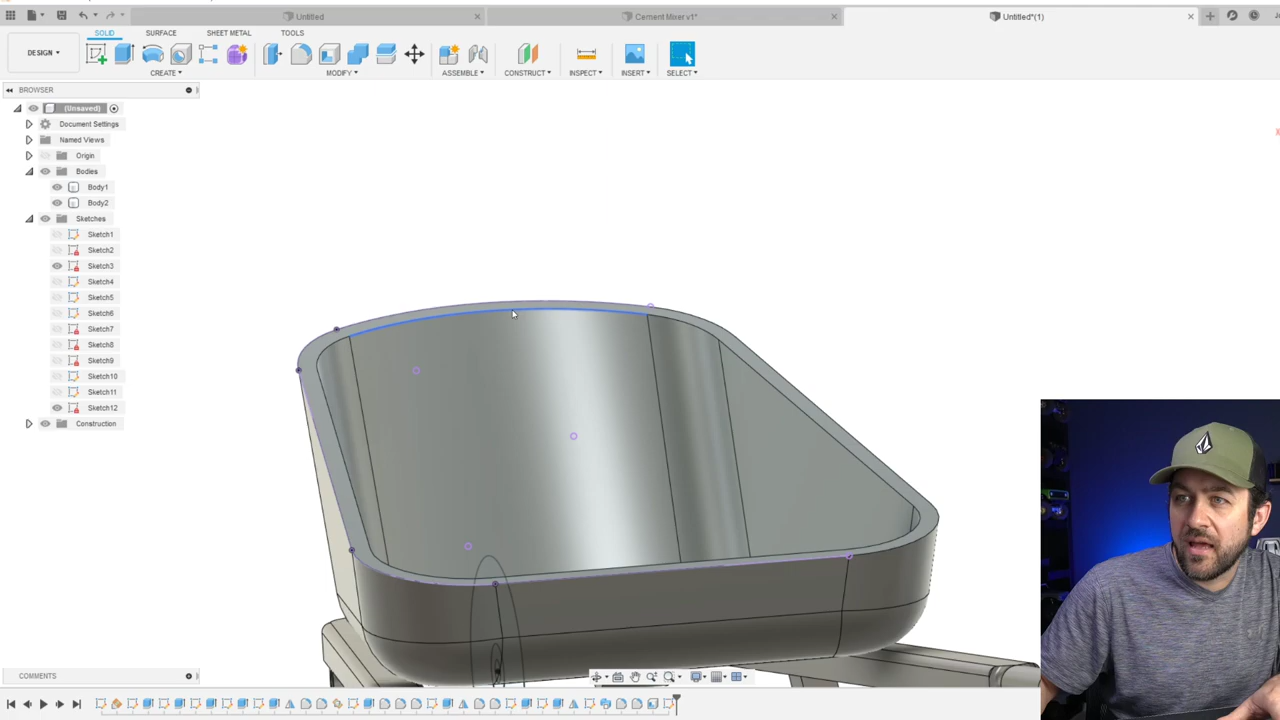 Untitled
Cement Mixer v1*
Untitled*(1)
SOLID
SURFACE
SHEET METAL
TOOLS
DESIGN
CREATE
MODIFY
ASSEMBLE
CONSTRUCT
INSPECT
INSERT
SELECT
BROWSER
(Unsaved)
Document Settings
Named Views
Origin
Bodies
Body1
Body2
Sketches
Sketch1
Sketch2
Sketch3
Sketch4
Sketch5
Sketch6
Sketch7
Sketch8
Sketch9
Sketch10
Sketch11
Sketch12
Construction
COMMENTS